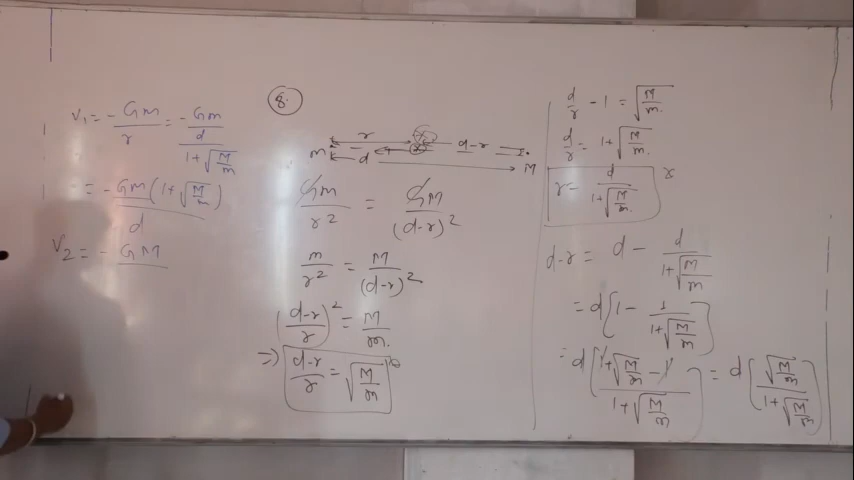 V₁ = - Gm/r = - Gm/(d/(1+√(M/m)))
= - Gm(1+√(M/m))/d
V₂ = - GM
8.
r
d-r
m
d
M
Gm/r² = GM/(d-r)²
m/r² = M/(d-r)²
((d-r)/r)² = M/m.
=> (d-r)/r = √(M/m)
d/r - 1 = √(M/m.)
d/r = 1+√(M/m.)
r = d/(1+√(M/m.))
d-r = d - d/(1+√(M/m))
= d[1 - 1/(1+√(M/m))]
= d[(1+√(M/m) - 1)/(1+√(M/m))] = d[√(M/m)/(1+√(M/m))]